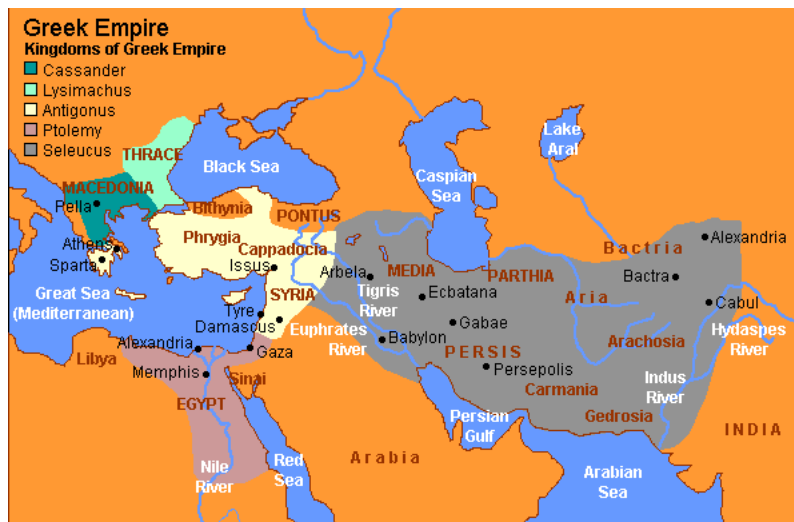 Greek Empire
Kingdoms of Greek Empire
Cassander
Lysimachus
Antigonus
Ptolemy
Seleucus
THRACE
Black Sea
Caspian
Sea
Lake
Aral
MACEDONIA
Pella
Bithynia
PONTUS
Athens
Phrygia
Cappadocia
Sparta
Issus
Arbela
MEDIA
PARTHIA
Bactria
Alexandria
Bactra
Great Sea
(Mediterranean)
SYRIA
Tigris
River
Ecbatana
Aria
Cabul
Tyre
Damascus
Euphrates
River
Gabae
Arachosia
Hydaspes
River
Alexandria
Gaza
Babylon
Libya
PERSIS
Memphis
Sinai
Persepolis
Carmania
Indus
River
EGYPT
Persian
Gulf
Gedrosia
INDIA
Nile
River
Red
Sea
Arabia
Arabian
Sea